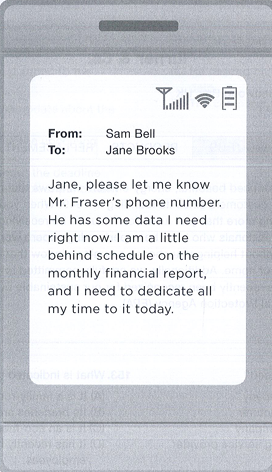 From: Sam Bell
To: Jane Brooks
Jane, please let me know
Mr. Fraser's phone number.
He has some data I need
right now. I am a little
behind schedule on the
monthly financial report,
and I need to dedicate all
my time to it today.